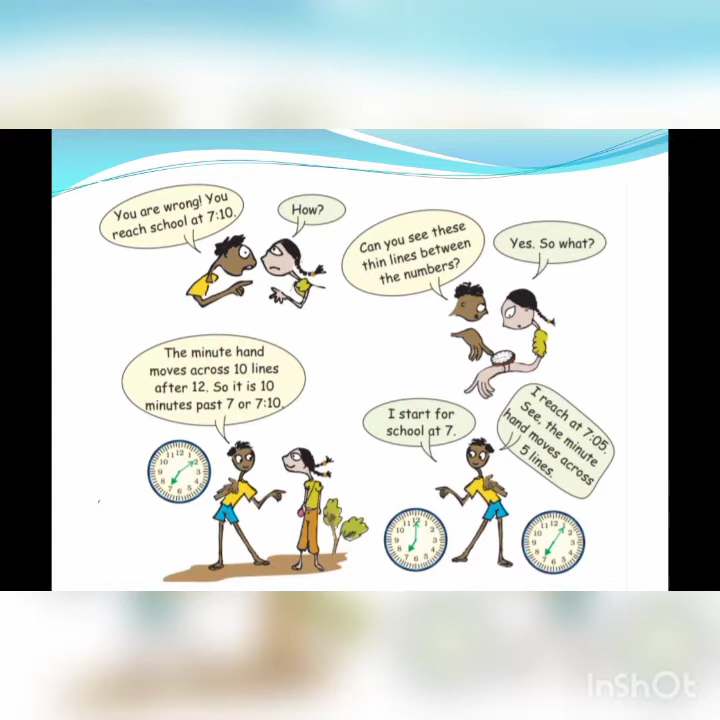 You are wrong! You
reach school at 7:10.
How?
Can you see these
thin lines between
the numbers?
Yes. So what?
The minute hand
moves across 10 lines
after 12. So it is 10
minutes past 7 or 7:10.
I start for
school at 7.
I reach at 7:05.
See, the minute
hand moves across
5 lines.
InShOt